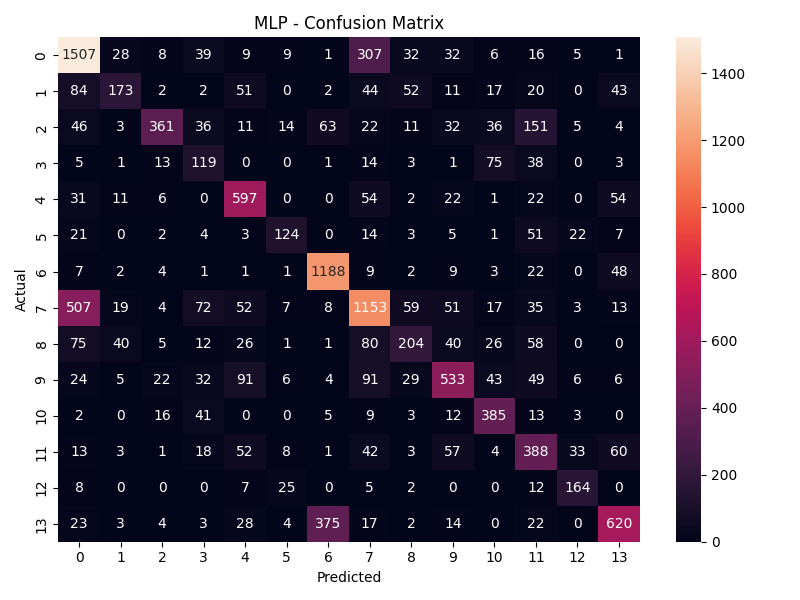 MLP - Confusion Matrix
0 1507 28 8 39 9 9 1 307 32 32 6 16 5 1
1 84 173 2 2 51 0 2 44 52 11 17 20 0 43
2 46 3 361 36 11 14 63 22 11 32 36 151 5 4
3 5 1 13 119 0 0 1 14 3 1 75 38 0 3
4 31 11 6 0 597 0 0 54 2 22 1 22 0 54
5 21 0 2 4 3 124 0 14 3 5 1 51 22 7
6 7 2 4 1 1 1 1188 9 2 9 3 22 0 48
7 507 19 4 72 52 7 8 1153 59 51 17 35 3 13
8 75 40 5 12 26 1 1 80 204 40 26 58 0 0
9 24 5 22 32 91 6 4 91 29 533 43 49 6 6
10 2 0 16 41 0 0 5 9 3 12 385 13 3 0
11 13 3 1 18 52 8 1 42 3 57 4 388 33 60
12 8 0 0 0 7 25 0 5 2 0 0 12 164 0
13 23 3 4 3 28 4 375 17 2 14 0 22 0 620
0 1 2 3 4 5 6 7 8 9 10 11 12 13
Predicted
Actual
1400
1200
1000
800
600
400
200
0